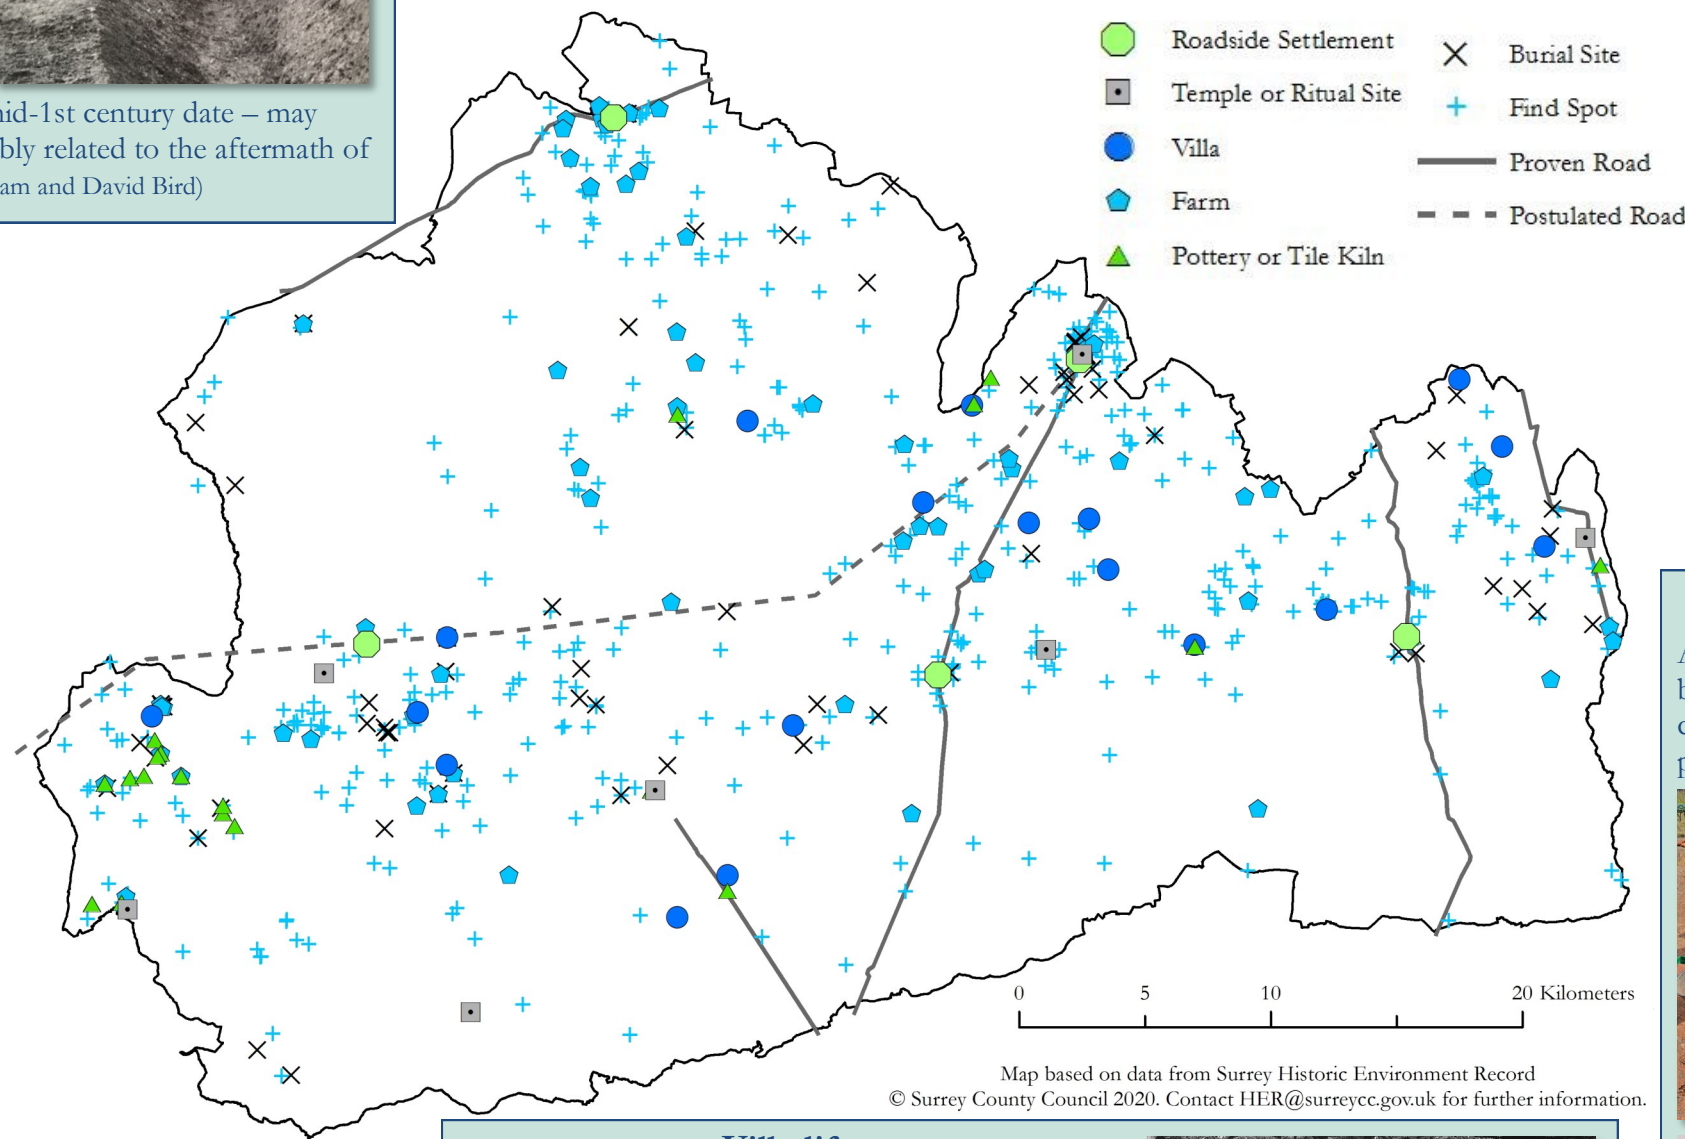 mid-1st century date – may
bly related to the aftermath of
am and David Bird)
Roadside Settlement
Temple or Ritual Site
Villa
Farm
Pottery or Tile Kiln
Burial Site
Find Spot
Proven Road
Postulated Road
0 5 10 20 Kilometers
Map based on data from Surrey Historic Environment Record
© Surrey County Council 2020. Contact HER@surreycc.gov.uk for further information.